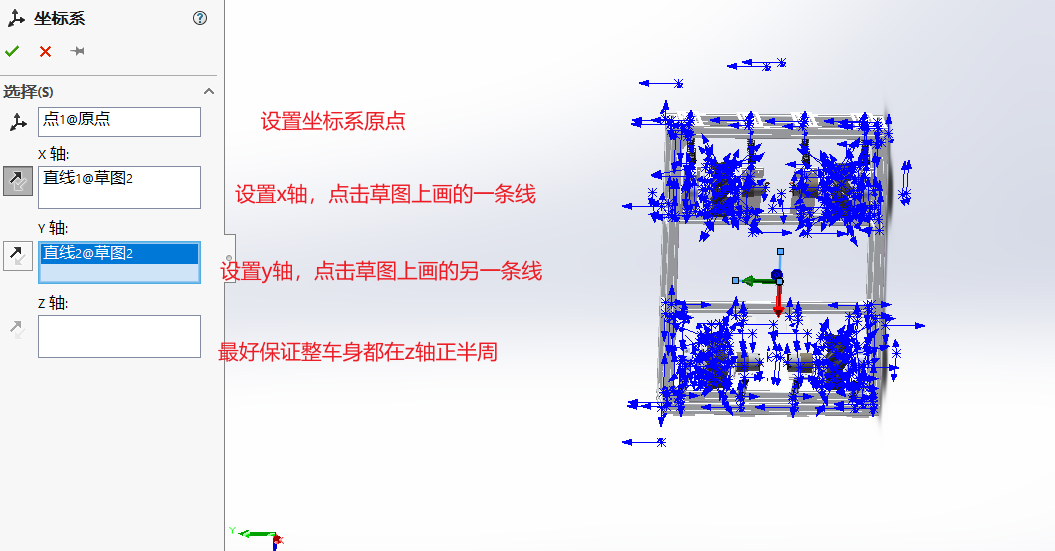 坐标系
选择(S)
点1@原点
设置坐标系原点
X 轴:
直线1@草图2
设置x轴，点击草图上画的一条线
Y 轴:
直线2@草图2
设置y轴，点击草图上画的另一条线
Z 轴:
最好保证整车身都在z轴正半周
Y